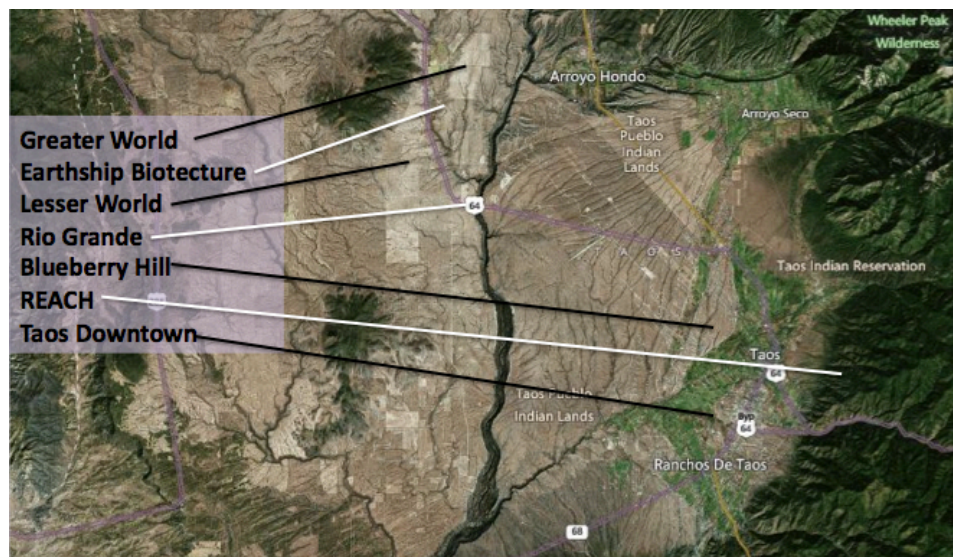 Wheeler Peak
Wilderness
Arroyo Hondo
Arroyo Seco
Taos
Pueblo
Indian
Lands
Greater World
Earthship Biotecture
Lesser World
Rio Grande
Blueberry Hill
REACH
Taos Downtown
64
T A O S
Taos Indian Reservation
Taos
64
Taos Pueblo
Indian Lands
Byp
64
Ranchos De Taos
68